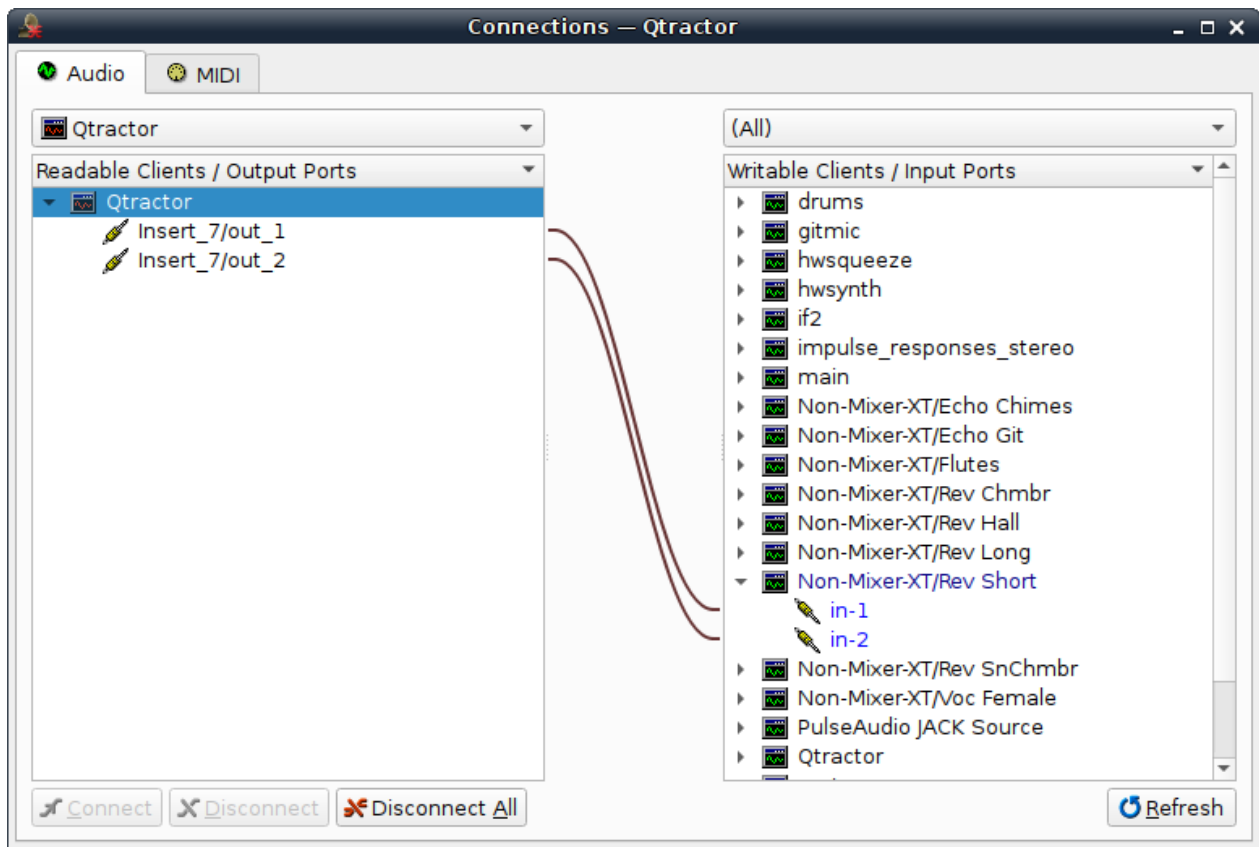 Connections — Qtractor
Audio
MIDI
Qtractor
(All)
Readable Clients / Output Ports
Qtractor
Insert_7/out_1
Insert_7/out_2
Writable Clients / Input Ports
drums
gitmic
hwsqueeze
hwsynth
if2
impulse_responses_stereo
main
Non-Mixer-XT/Echo Chimes
Non-Mixer-XT/Echo Git
Non-Mixer-XT/Flutes
Non-Mixer-XT/Rev Chmbr
Non-Mixer-XT/Rev Hall
Non-Mixer-XT/Rev Long
Non-Mixer-XT/Rev Short
in-1
in-2
Non-Mixer-XT/Rev SnChmbr
Non-Mixer-XT/Voc Female
PulseAudio JACK Source
Qtractor
Connect
Disconnect
Disconnect All
Refresh